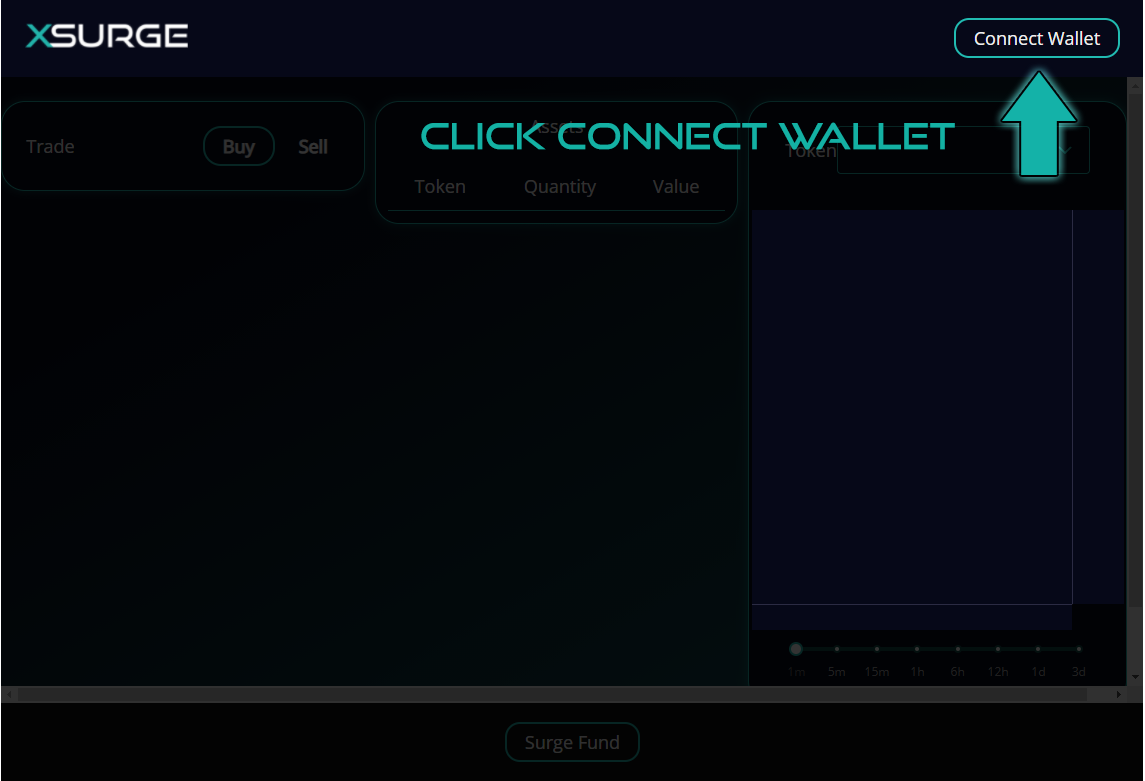 XSURGE
Connect Wallet
CLICK CONNECT WALLET
Trade
Buy
Sell
Assets
Token
Quantity
Value
Token
1m
5m
15m
1h
6h
12h
1d
3d
Surge Fund